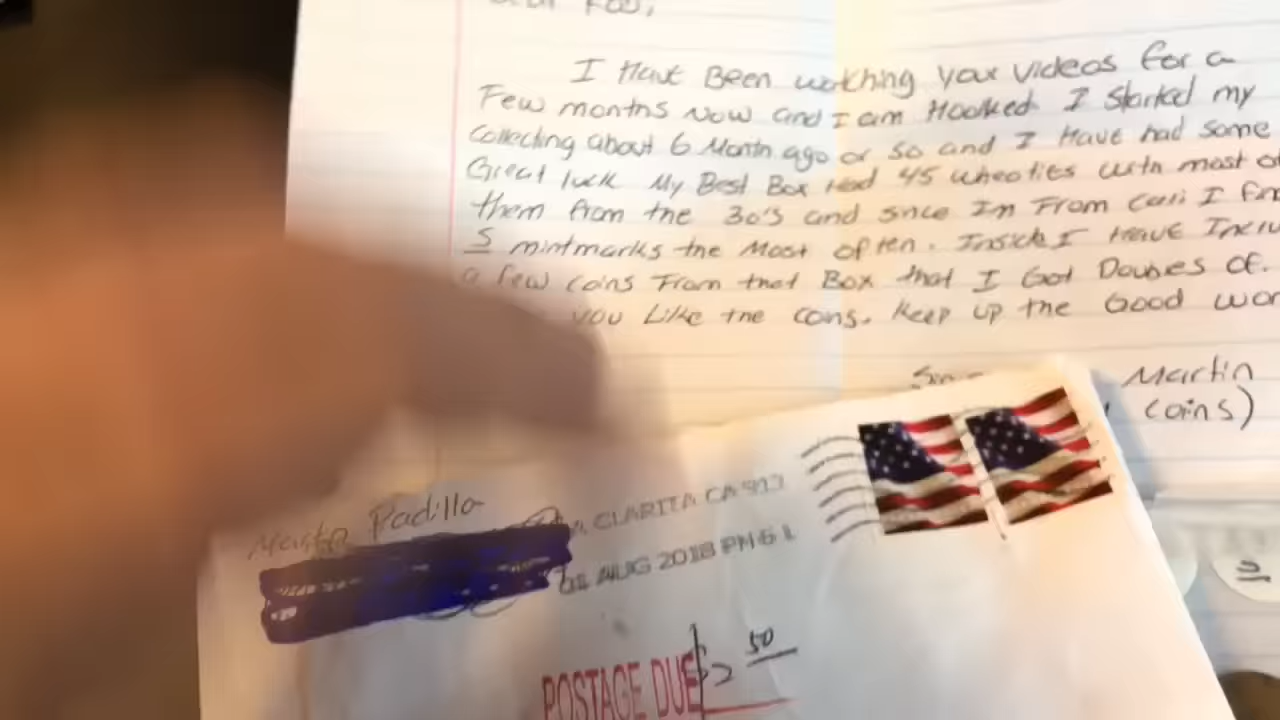 I Have Been watching your videos for a
Few months Now and I am Hooked I started my
Collecting about 6 Month ago or so and I Have had some
Great luck My Best Box Had 45 wheaties with most of
them from the 30's and since Im From Cali I
S mintmarks the Most often. Inside I Have
a few coins From that Box that I Got Doubles of.
you Like the coins. Keep up the Good
Martin
coins)
Padilla
CLARITA CA
01 AUG 2018 PM 6 L
POSTAGE DUE $2 50
S